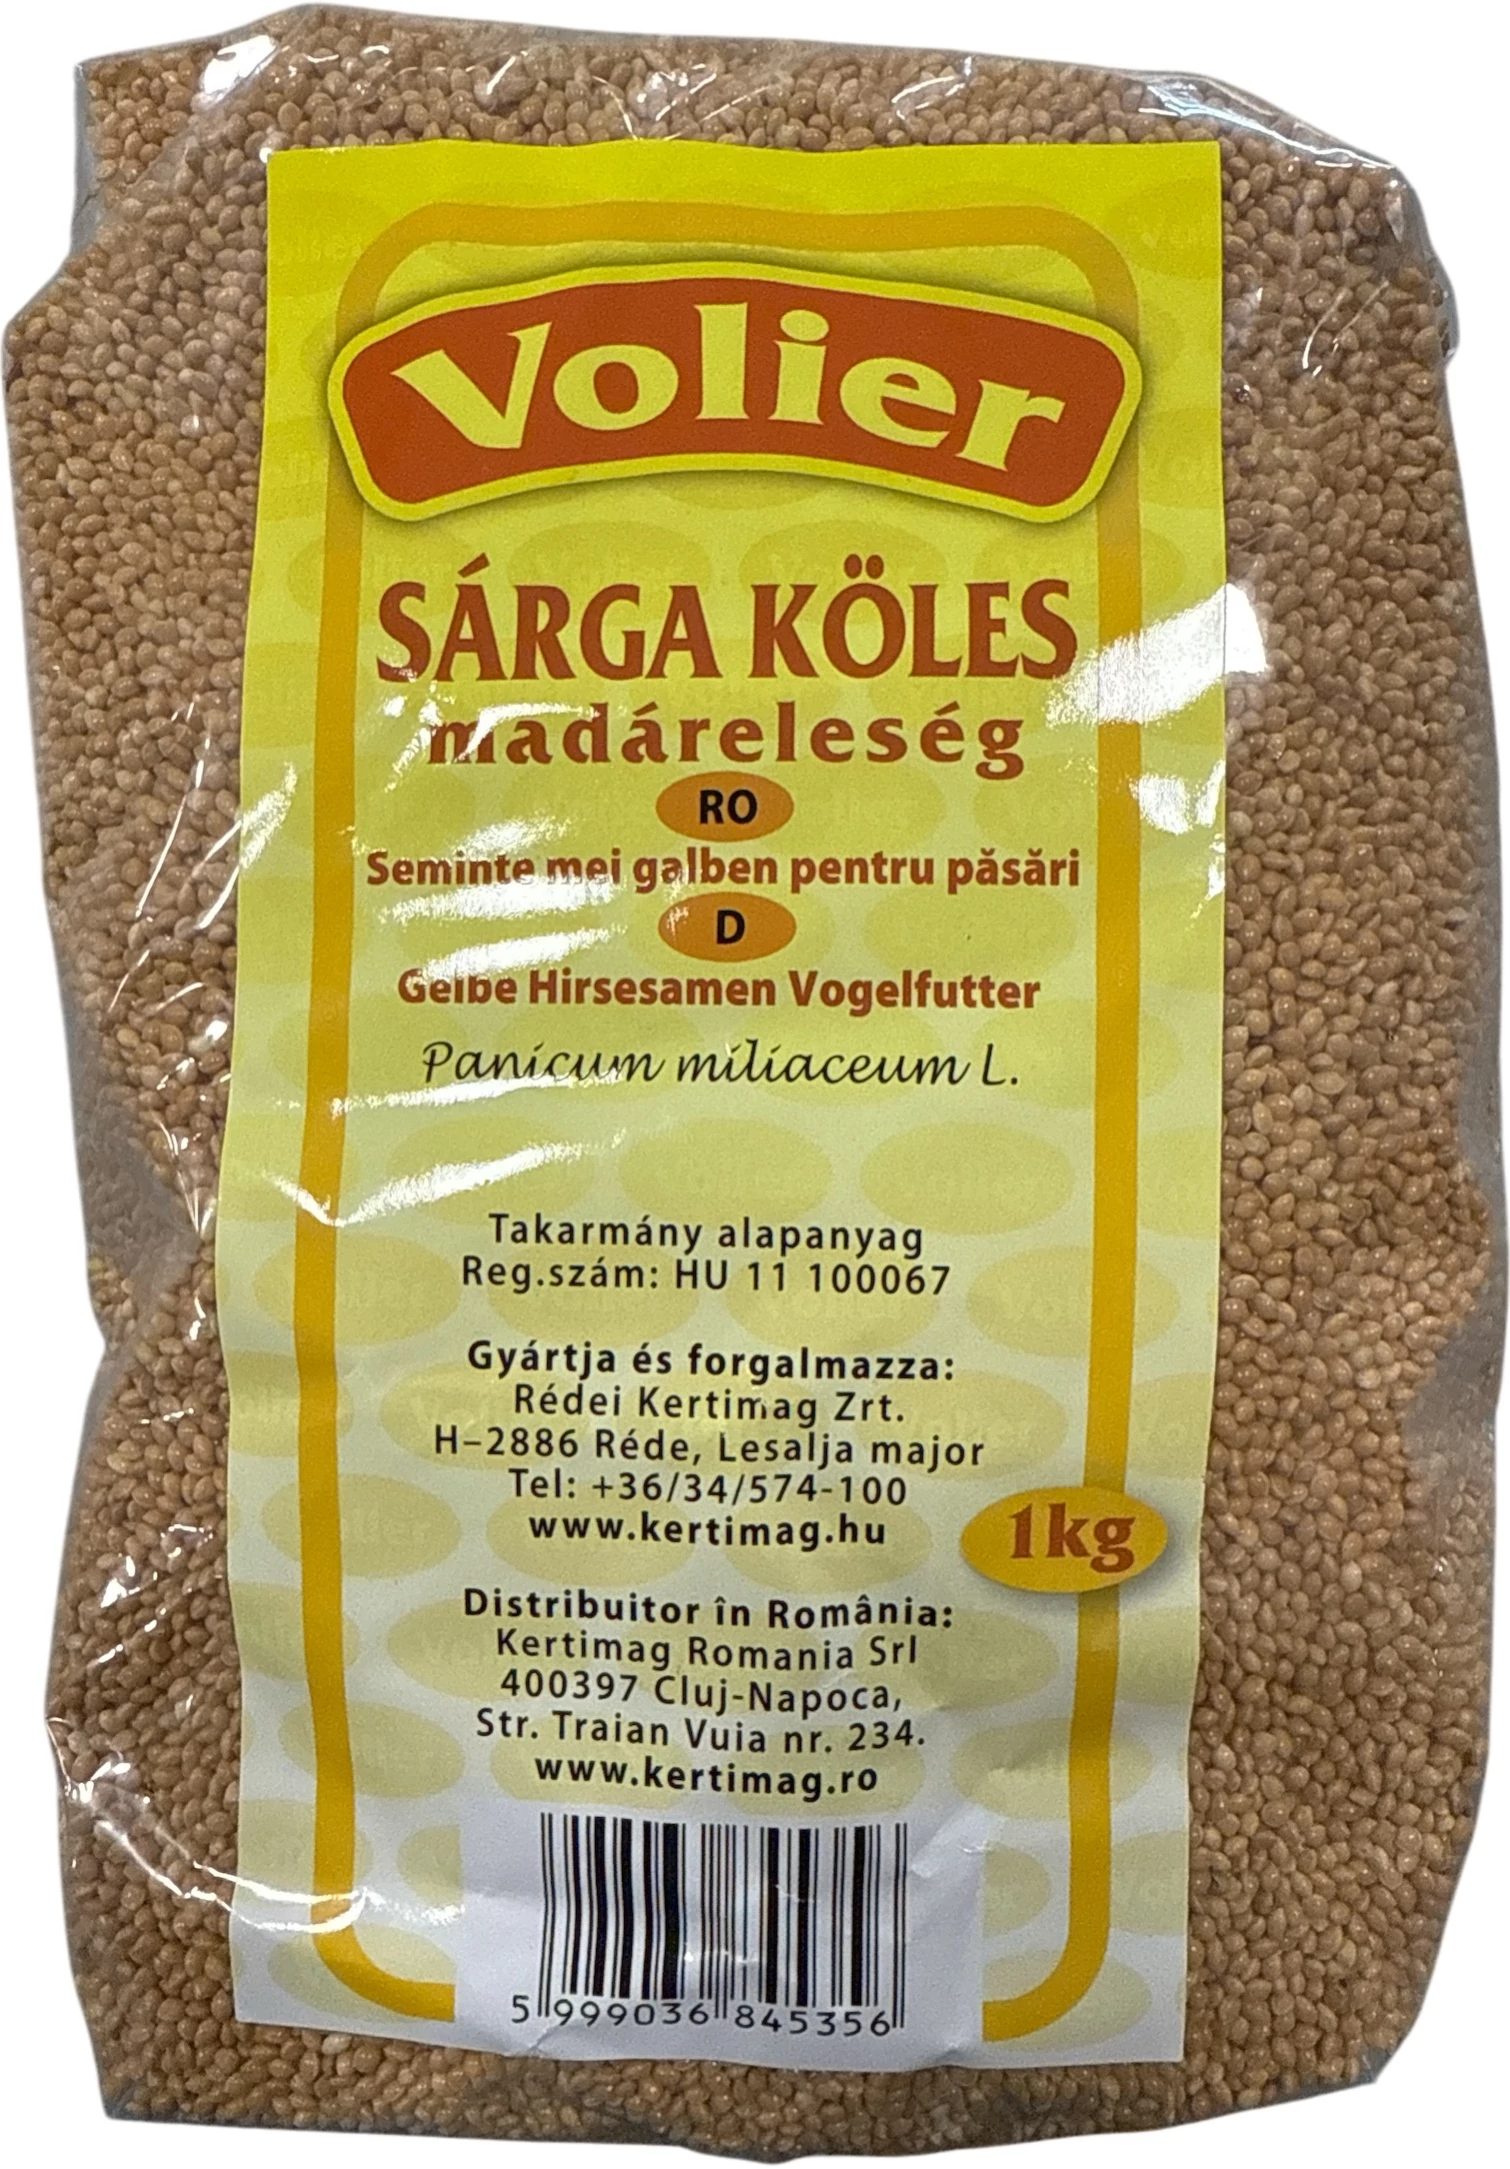 Volier
SÁRGA KÖLES
madáreleség
RO
Seminte mei galben pentru păsări
D
Gelbe Hirsesamen Vogelfutter
Panicum miliaceum L.
Takarmány alapanyag
Reg.szám: HU 11 100067
Gyártja és forgalmazza:
Rédei Kertimag Zrt.
H-2886 Réde, Lesalja major
Tel: +36/34/574-100
www.kertimag.hu
1kg
Distribuitor în România:
Kertimag Romania Srl
400397 Cluj-Napoca,
Str. Traian Vuia nr. 234.
www.kertimag.ro
5 999036 845356